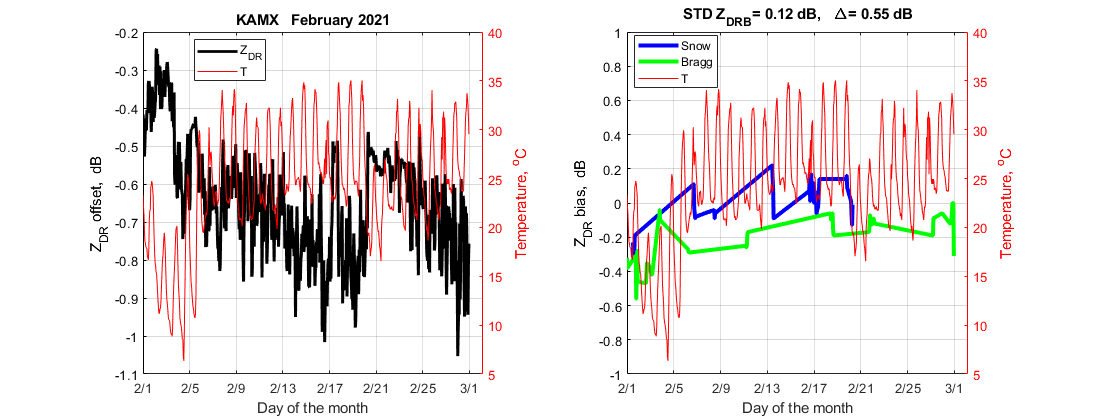 KAMX February 2021
Z_DR
T
-0.2
-0.3
-0.4
-0.5
-0.6
-0.7
-0.8
-0.9
-1
-1.1
Z_DR offset, dB
40
35
30
25
20
15
10
5
Temperature, °C
2/1 2/5 2/9 2/13 2/17 2/21 2/25 3/1
Day of the month
STD Z_DRB = 0.12 dB, Δ = 0.55 dB
Snow
Bragg
T
1
0.8
0.6
0.4
0.2
0
-0.2
-0.4
-0.6
-0.8
-1
Z_DR bias, dB
40
35
30
25
20
15
10
5
Temperature, °C
2/1 2/5 2/9 2/13 2/17 2/21 2/25 3/1
Day of the month